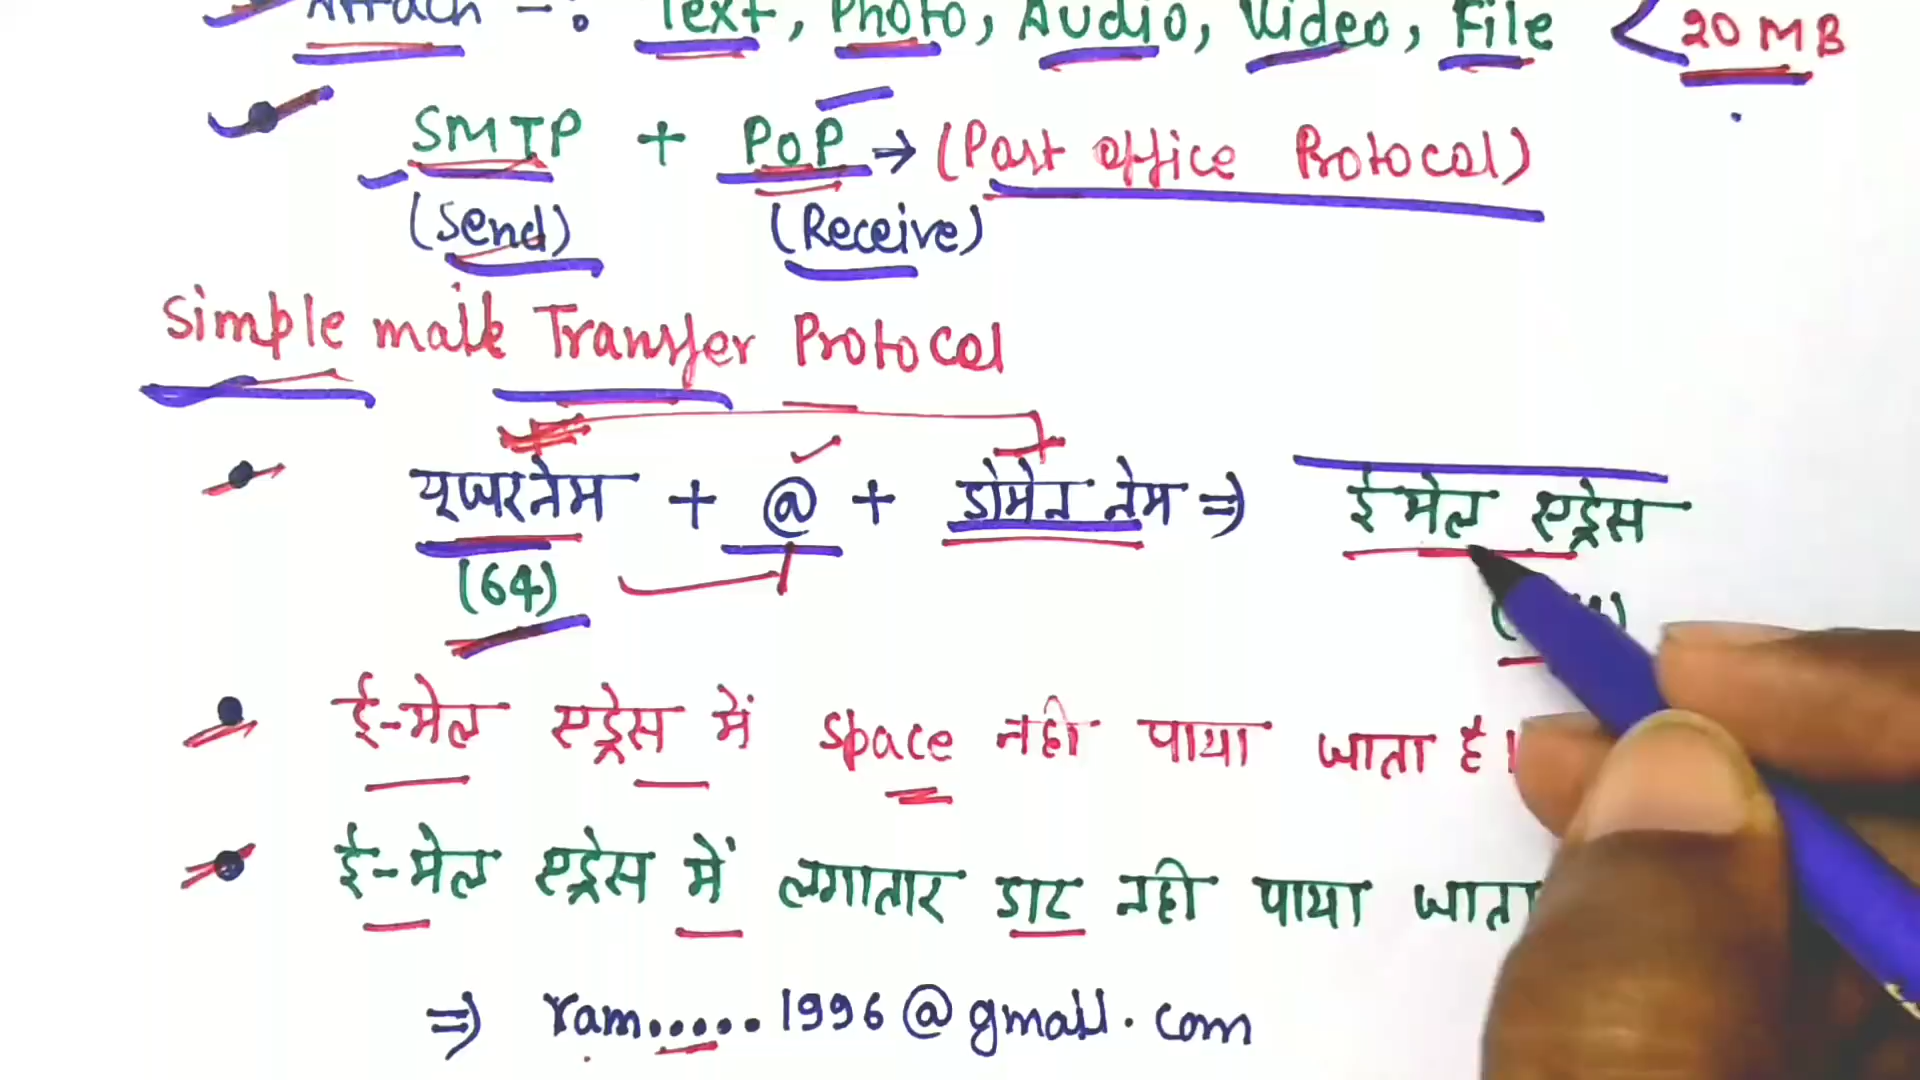 Attach - : Text, Photo, Audio, Video, File < 20 MB
SMTP + POP → (Post office Protocol)
(Send) (Receive)
Simple mail Transfer Protocol
यूजरनेम + @ + डोमेन नेम ⇒ ई मेल एड्रेस
(64)
ई-मेल एड्रेस में space नही पाया जाता है।
ई-मेल एड्रेस में लगातार डाट नही पाया जाता
⇒ ram.....1996@gmail.com